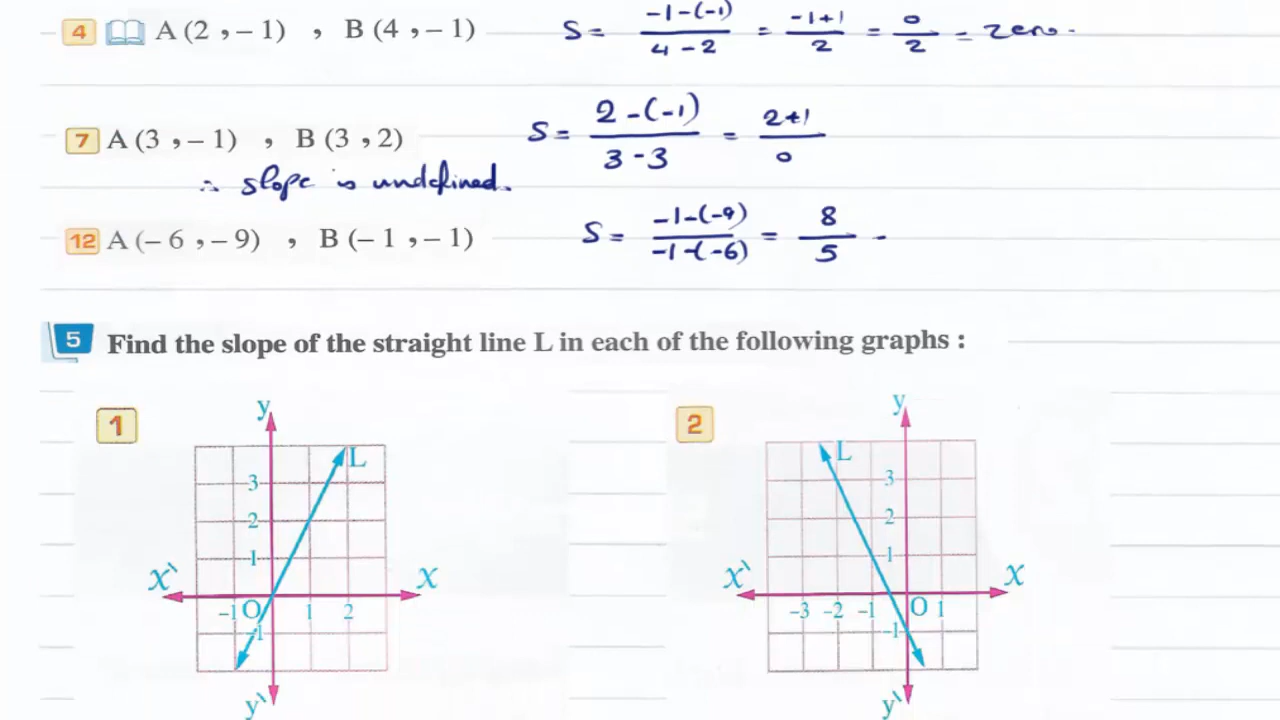 4 A (2 , – 1) , B (4 , – 1) S = -1-(-1) / 4-2 = -1+1 / 2 = 0 / 2 = zero.
7 A (3 , – 1) , B (3 , 2) S = 2-(-1) / 3-3 = 2+1 / 0
∴ slope is undefined.
12 A (– 6 , – 9) , B (– 1 , – 1) S = -1-(-9) / -1-(-6) = 8 / 5 .
5 Find the slope of the straight line L in each of the following graphs :
1
y
L
3
2
1
x` x
-1 O 1 2
-1
y`
2
y
L
3
2
1
x` x
-3 -2 -1 O 1
-1
y`